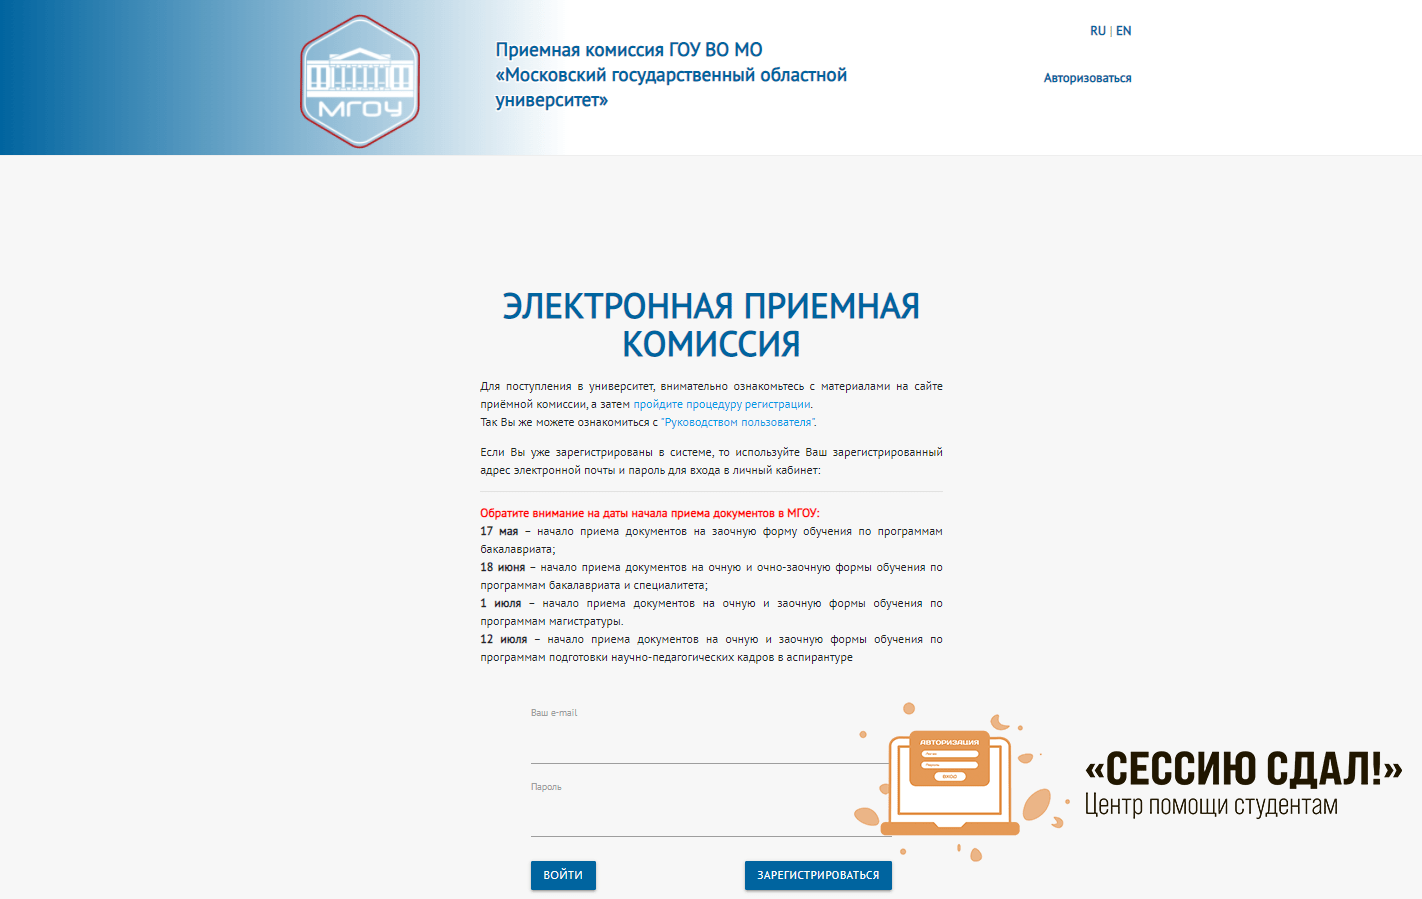 МГОУ
Приемная комиссия ГОУ ВО МО
«Московский государственный областной
университет»
RU | EN
Авторизоваться
ЭЛЕКТРОННАЯ ПРИЕМНАЯ
КОМИССИЯ
Для поступления в университет, внимательно ознакомьтесь с материалами на сайте
приёмной комиссии, а затем пройдите процедуру регистрации.
Так Вы же можете ознакомиться с "Руководством пользователя".
Если Вы уже зарегистрированы в системе, то используйте Ваш зарегистрированный
адрес электронной почты и пароль для входа в личный кабинет:
Обратите внимание на даты начала приема документов в МГОУ:
17 мая – начало приема документов на заочную форму обучения по программам
бакалавриата;
18 июня – начало приема документов на очную и очно-заочную формы обучения по
программам бакалавриата и специалитета;
1 июля – начало приема документов на очную и заочную формы обучения по
программам магистратуры.
12 июля – начало приема документов на очную и заочную формы обучения по
программам подготовки научно-педагогических кадров в аспирантуре
Ваш e-mail
Пароль
ВОЙТИ
ЗАРЕГИСТРИРОВАТЬСЯ
АВТОРИЗАЦИЯ
ВХОД
«СЕССИЮ СДАЛ!»
Центр помощи студентам